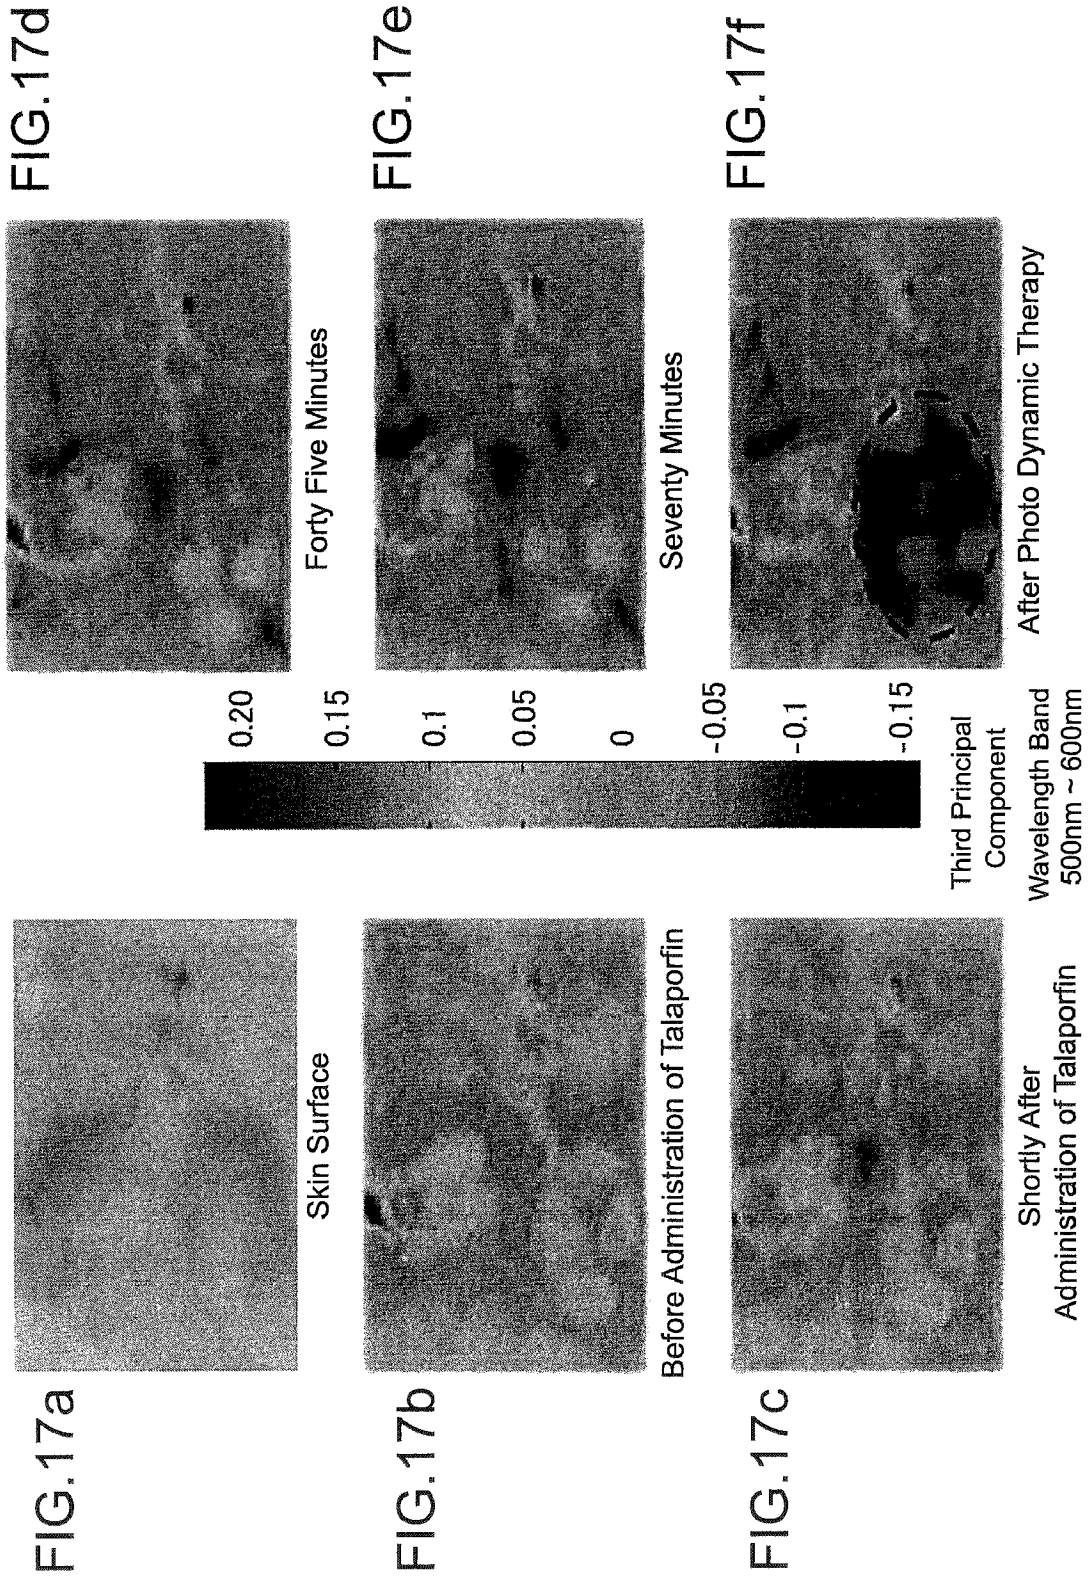 FIG.17a
Skin Surface
FIG.17b
Before Administration of Talaporfin
FIG.17c
Shortly After
Administration of Talaporfin
0.20
0.15
0.1
0.05
0
-0.05
-0.1
-0.15
Third Principal
Component
Wavelength Band
500nm ~ 600nm
FIG.17d
Forty Five Minutes
FIG.17e
Seventy Minutes
FIG.17f
After Photo Dynamic Therapy